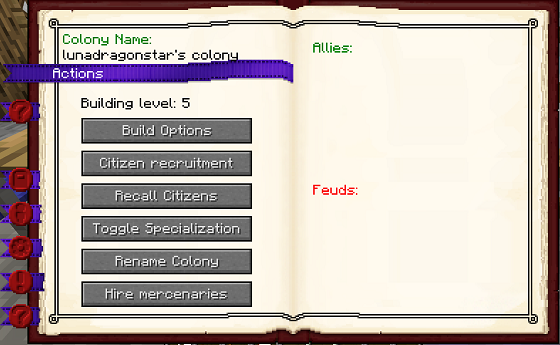 Colony Name:
lunadragonstar's colony
Actions
Building level: 5
Build Options
Citizen recruitment
Recall Citizens
Toggle Specialization
Rename Colony
Hire mercenaries
Allies:
Feuds: